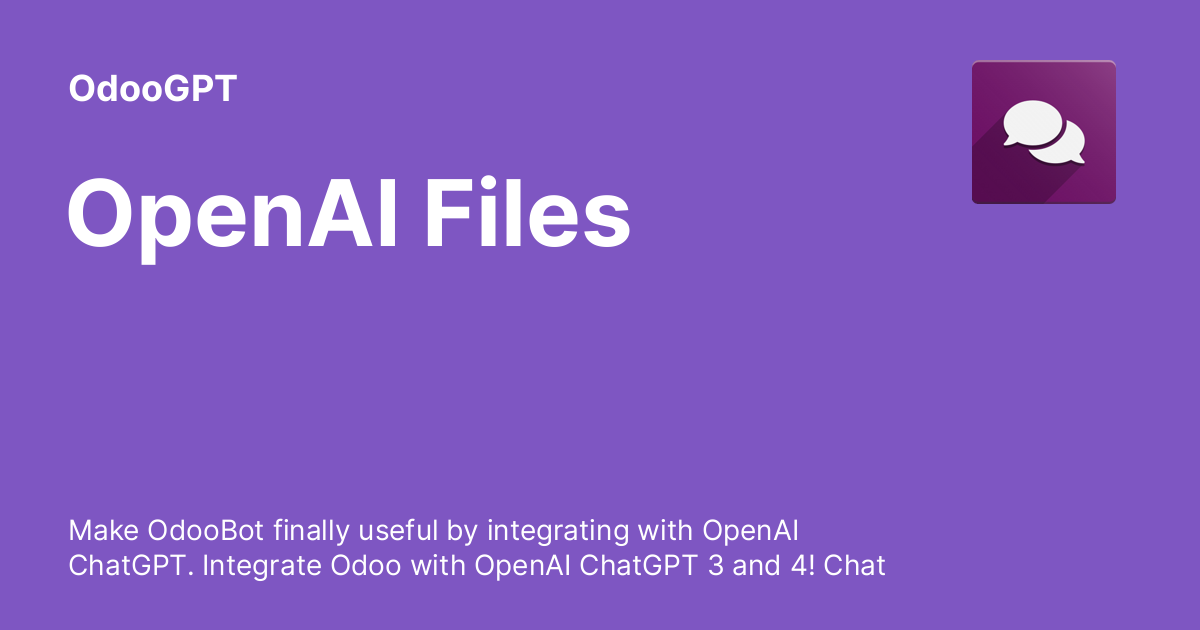 OdooGPT
OpenAI Files
Make OdooBot finally useful by integrating with OpenAI
ChatGPT. Integrate Odoo with OpenAI ChatGPT 3 and 4! Chat